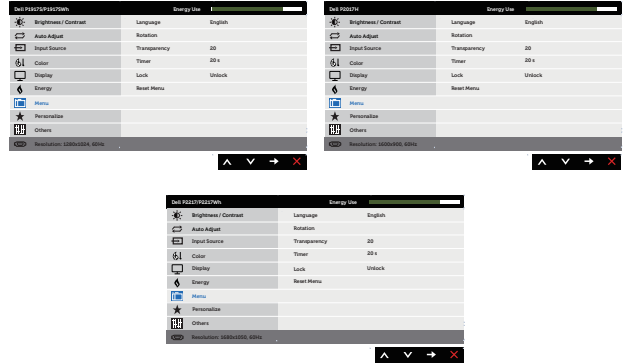 Dell P1917S/P1917SWh Energy Use
Brightness / Contrast Language English
Auto Adjust Rotation
Input Source Transparency 20
Color Timer 20 s
Display Lock Unlock
Energy Reset Menu
Menu
Personalize
Others
Resolution: 1280x1024, 60Hz
Dell P2017H Energy Use
Brightness / Contrast Language English
Auto Adjust Rotation
Input Source Transparency 20
Color Timer 20 s
Display Lock Unlock
Energy Reset Menu
Menu
Personalize
Others
Resolution: 1600x900, 60Hz
Dell P2217/P2217Wh Energy Use
Brightness / Contrast Language English
Auto Adjust Rotation
Input Source Transparency 20
Color Timer 20 s
Display Lock Unlock
Energy Reset Menu
Menu
Personalize
Others
Resolution: 1680x1050, 60Hz